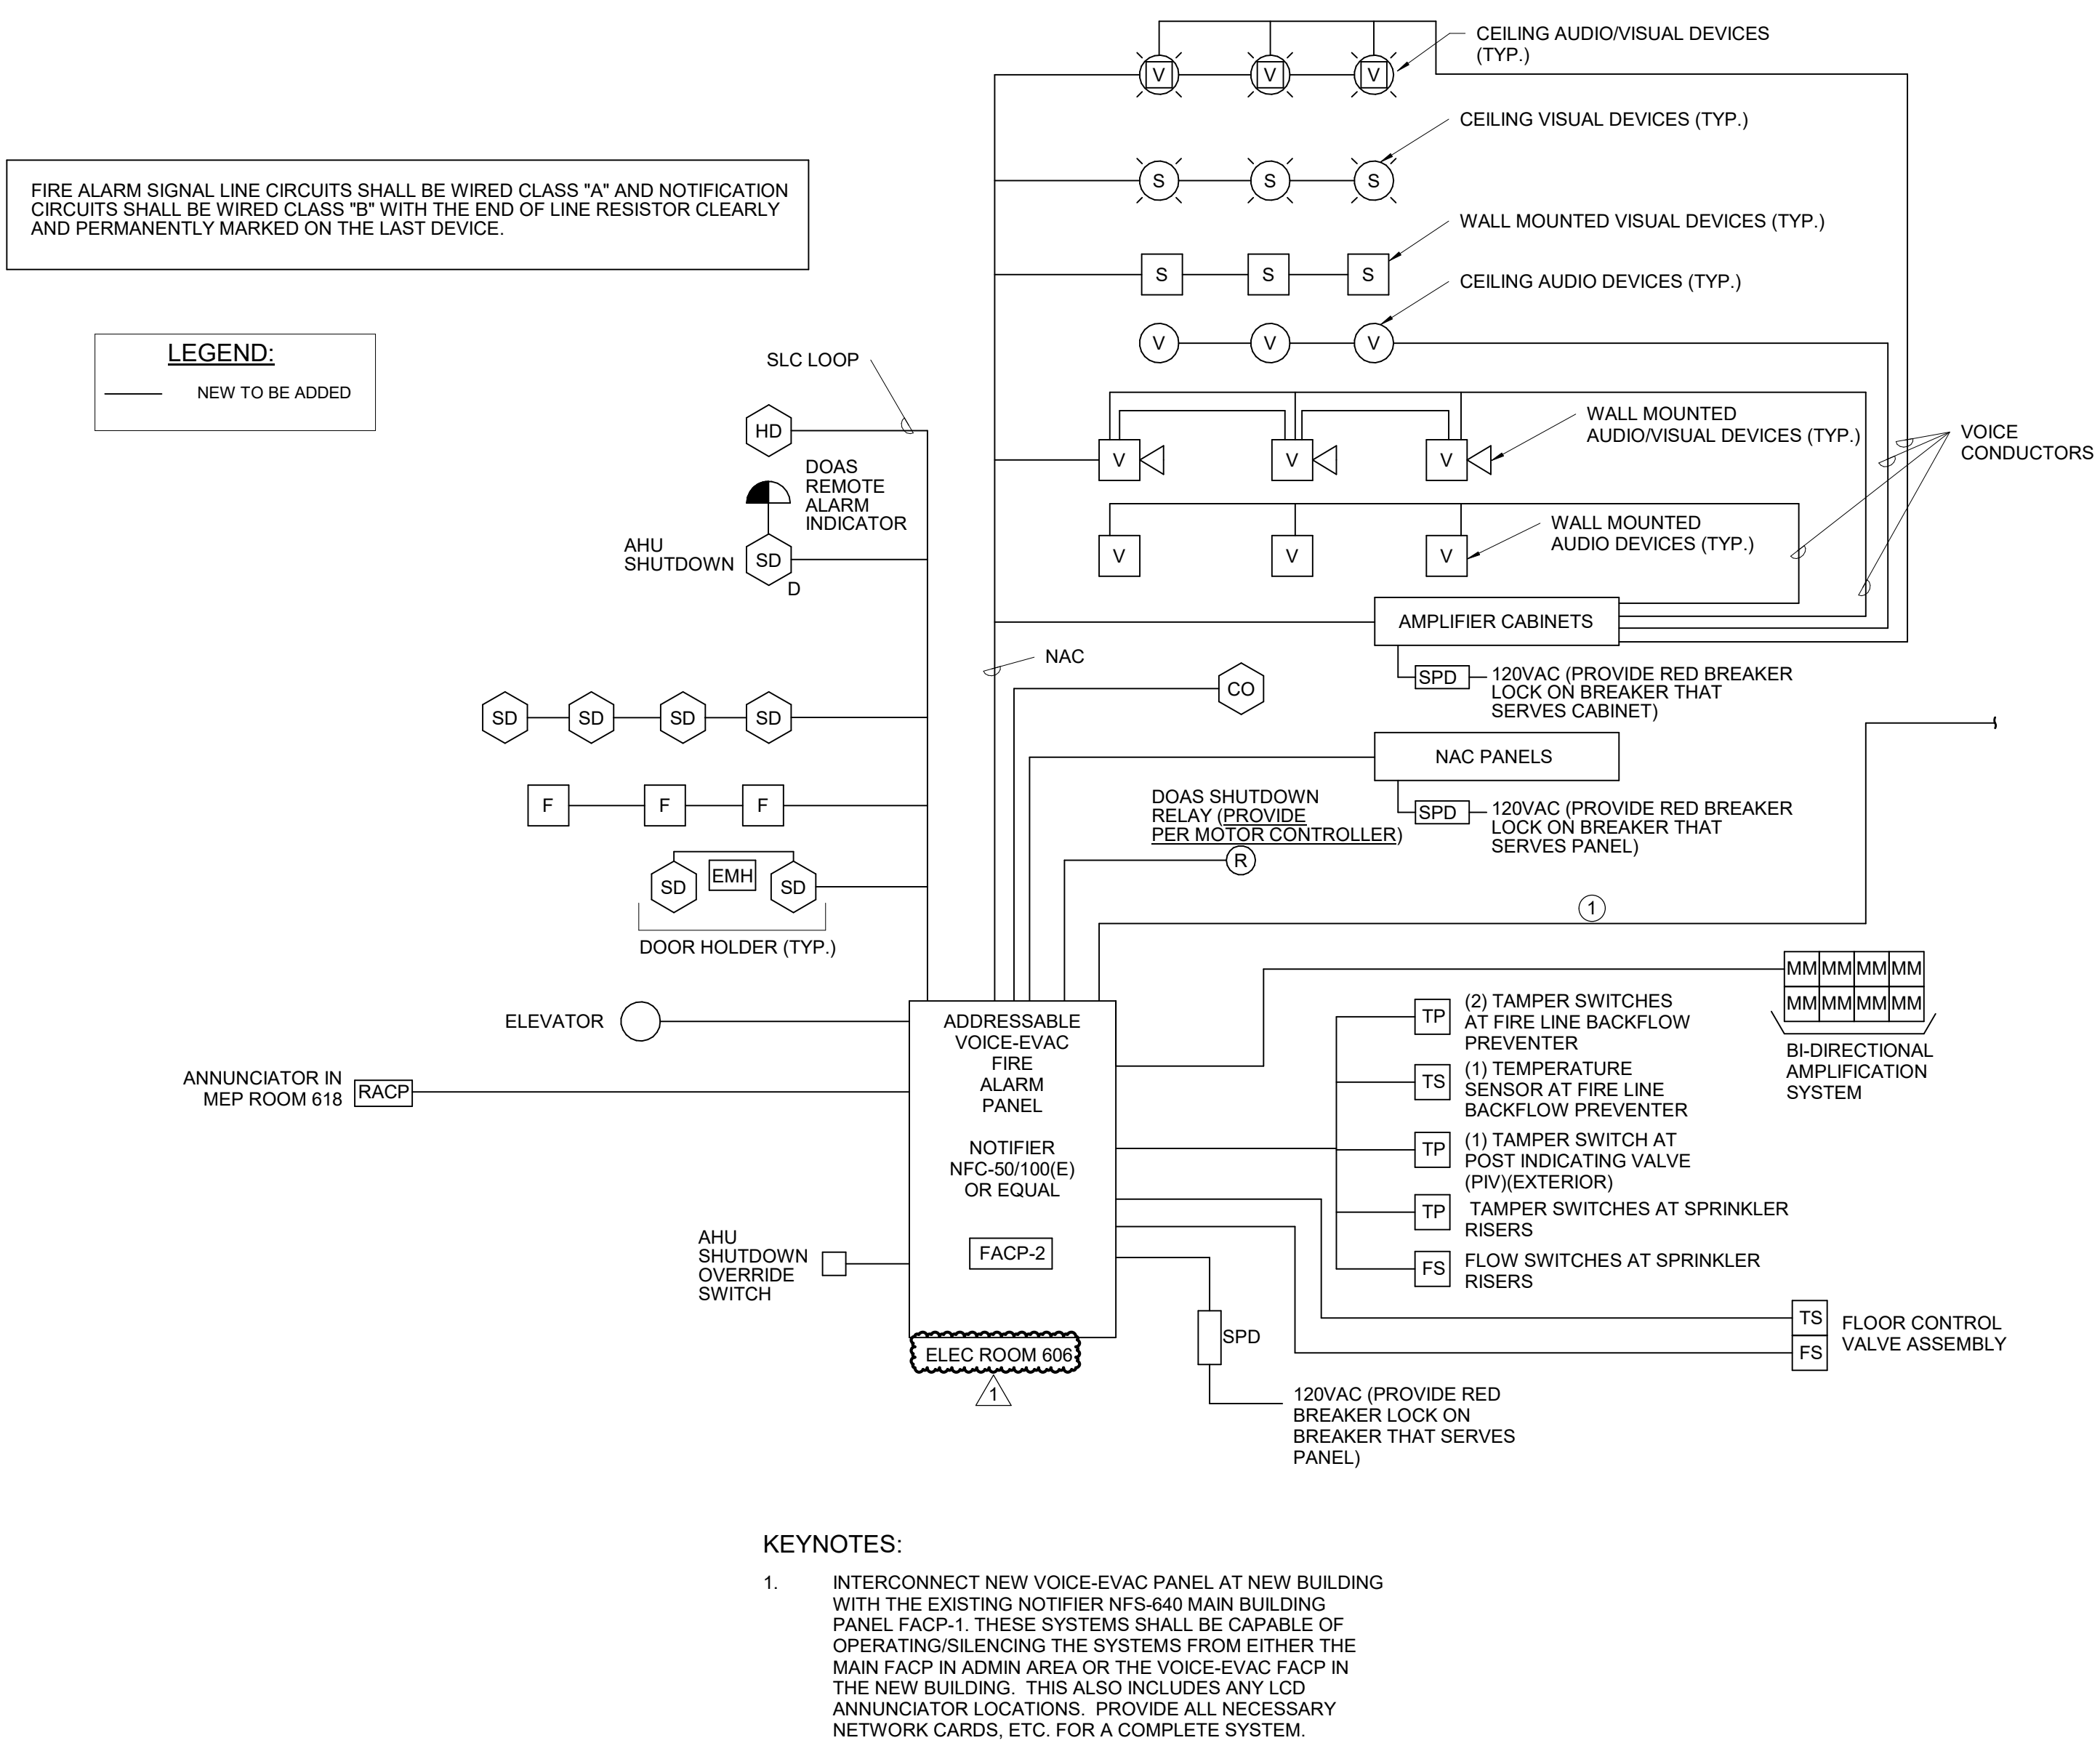 CEILING AUDIO/VISUAL DEVICES
(TYP.)
V V V
CEILING VISUAL DEVICES (TYP.)
S S S
FIRE ALARM SIGNAL LINE CIRCUITS SHALL BE WIRED CLASS "A" AND NOTIFICATION
CIRCUITS SHALL BE WIRED CLASS "B" WITH THE END OF LINE RESISTOR CLEARLY
AND PERMANENTLY MARKED ON THE LAST DEVICE.
WALL MOUNTED VISUAL DEVICES (TYP.)
S S S
CEILING AUDIO DEVICES (TYP.)
V V V
LEGEND:
NEW TO BE ADDED
SLC LOOP
HD
WALL MOUNTED
AUDIO/VISUAL DEVICES (TYP.)
V V V
VOICE
CONDUCTORS
DOAS
REMOTE
ALARM
INDICATOR
AHU
SHUTDOWN
SD
D
WALL MOUNTED
AUDIO DEVICES (TYP.)
V V V
AMPLIFIER CABINETS
NAC
SPD
120VAC (PROVIDE RED BREAKER
LOCK ON BREAKER THAT
SERVES CABINET)
CO
SD SD SD SD
NAC PANELS
SPD
120VAC (PROVIDE RED BREAKER
LOCK ON BREAKER THAT
SERVES PANEL)
F F F
DOAS SHUTDOWN
RELAY (PROVIDE
PER MOTOR CONTROLLER)
R
SD EMH SD
DOOR HOLDER (TYP.)
1
MM MM MM MM
MM MM MM MM
BI-DIRECTIONAL
AMPLIFICATION
SYSTEM
ELEVATOR
ANNUNCIATOR IN
MEP ROOM 618
RACP
ADDRESSABLE
VOICE-EVAC
FIRE
ALARM
PANEL
NOTIFIER
NFC-50/100(E)
OR EQUAL
FACP-2
ELEC ROOM 606
1
AHU
SHUTDOWN
OVERRIDE
SWITCH
TP
(2) TAMPER SWITCHES
AT FIRE LINE BACKFLOW
PREVENTER
TS
(1) TEMPERATURE
SENSOR AT FIRE LINE
BACKFLOW PREVENTER
TP
(1) TAMPER SWITCH AT
POST INDICATING VALVE
(PIV)(EXTERIOR)
TP
TAMPER SWITCHES AT SPRINKLER
RISERS
FS
FLOW SWITCHES AT SPRINKLER
RISERS
TS
FS
FLOOR CONTROL
VALVE ASSEMBLY
SPD
120VAC (PROVIDE RED
BREAKER LOCK ON
BREAKER THAT SERVES
PANEL)
KEYNOTES:
1. INTERCONNECT NEW VOICE-EVAC PANEL AT NEW BUILDING
WITH THE EXISTING NOTIFIER NFS-640 MAIN BUILDING
PANEL FACP-1. THESE SYSTEMS SHALL BE CAPABLE OF
OPERATING/SILENCING THE SYSTEMS FROM EITHER THE
MAIN FACP IN ADMIN AREA OR THE VOICE-EVAC FACP IN
THE NEW BUILDING. THIS ALSO INCLUDES ANY LCD
ANNUNCIATOR LOCATIONS. PROVIDE ALL NECESSARY
NETWORK CARDS, ETC. FOR A COMPLETE SYSTEM.